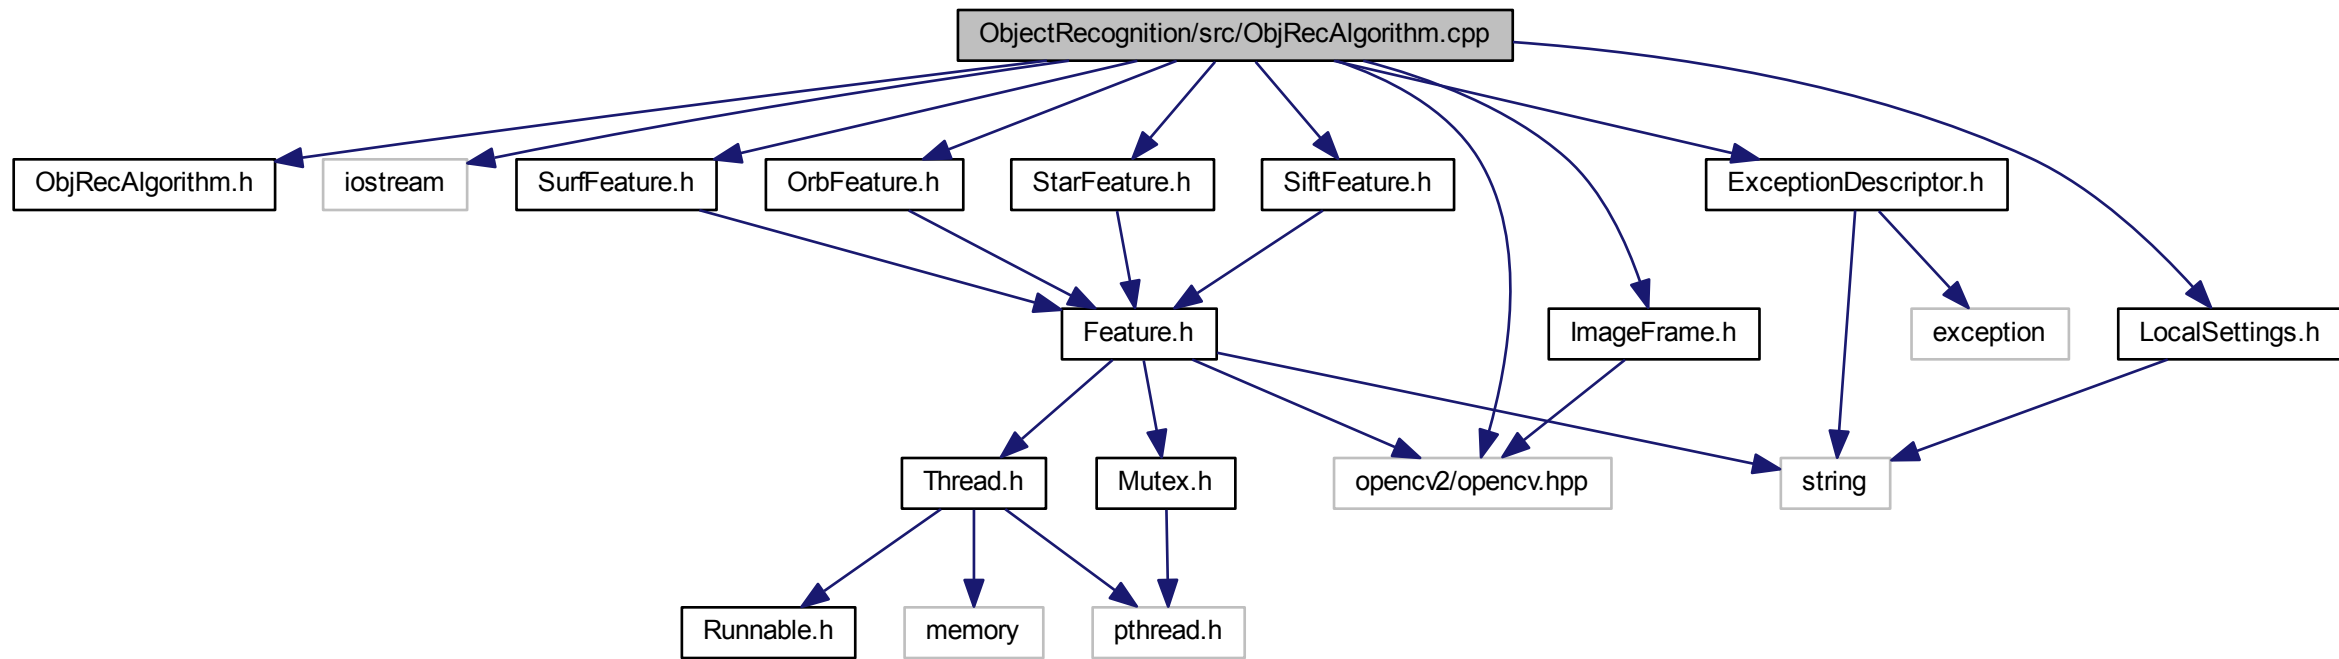 ObjectRecognition/src/ObjRecAlgorithm.cpp
ObjRecAlgorithm.h
iostream
SurfFeature.h
OrbFeature.h
StarFeature.h
SiftFeature.h
ExceptionDescriptor.h
Feature.h
ImageFrame.h
exception
LocalSettings.h
Thread.h
Mutex.h
opencv2/opencv.hpp
string
Runnable.h
memory
pthread.h